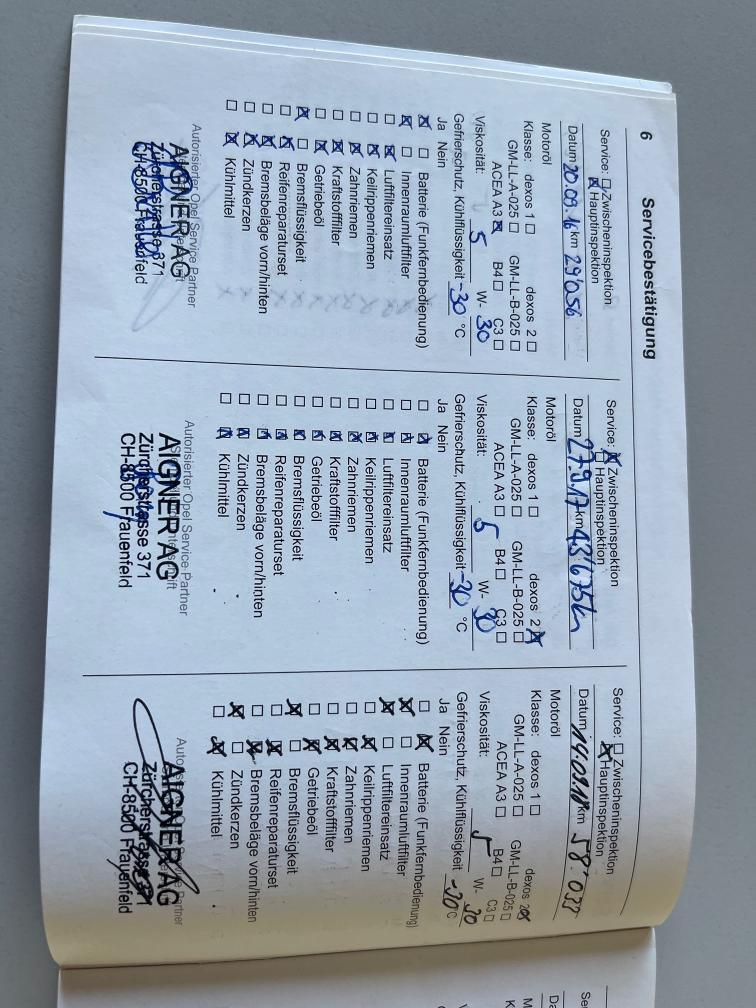 6 Servicebestätigung
Service: ☐ Zwischeninspektion
☒ Hauptinspektion
Datum 20.09.16 km 29'056
Motoröl
Klasse: dexos 1 ☐ dexos 2 ☐
GM-LL-A-025 ☐ GM-LL-B-025 ☐
ACEA A3 ☒ B4 ☐ C3 ☐
Viskosität: 5 W- 30
Gefrierschutz, Kühlflüssigkeit -30 °C
Ja Nein
☒ ☐ Batterie (Funkfernbedienung)
☒ ☐ Innenraumluftfilter
☐ ☒ Luftfiltereinsatz
☐ ☒ Keilrippenriemen
☐ ☒ Zahnriemen
☐ ☒ Kraftstofffilter
☐ ☒ Getriebeöl
☒ ☐ Bremsflüssigkeit
☐ ☒ Reifenreparaturset
☐ ☒ Bremsbeläge vorn/hinten
☐ ☒ Zündkerzen
☐ ☒ Kühlmittel
Autorisierter Opel Service Partner
AIGNER AG
Zürcherstrasse 371
CH-8500 Frauenfeld
Service: ☒ Zwischeninspektion
☐ Hauptinspektion
Datum 27.9.17 km 43'675
Motoröl
Klasse: dexos 1 ☐ dexos 2 ☒
GM-LL-A-025 ☐ GM-LL-B-025 ☐
ACEA A3 ☐ B4 ☐ C3 ☐
Viskosität: 5 W- 30
Gefrierschutz, Kühlflüssigkeit -30 °C
Ja Nein
☐ ☒ Batterie (Funkfernbedienung)
☐ ☒ Innenraumluftfilter
☐ ☒ Luftfiltereinsatz
☐ ☒ Keilrippenriemen
☐ ☒ Zahnriemen
☐ ☒ Kraftstofffilter
☐ ☒ Getriebeöl
☐ ☒ Bremsflüssigkeit
☐ ☒ Reifenreparaturset
☐ ☒ Bremsbeläge vorn/hinten
☐ ☒ Zündkerzen
☐ ☒ Kühlmittel
Autorisierter Opel Service Partner
AIGNER AG
Zürcherstrasse 371
CH-8500 Frauenfeld
Service: ☐ Zwischeninspektion
☒ Hauptinspektion
Datum km 58'033
Motoröl
Klasse: dexos 1 ☐ dexos 2 ☒
GM-LL-A-025 ☐ GM-LL-B-025 ☐
ACEA A3 ☐ B4 ☐ C3 ☐
Viskosität: 5 W- 30
Gefrierschutz, Kühlflüssigkeit -30 °C
Ja Nein
☐ ☒ Batterie (Funkfernbedienung)
☒ ☐ Innenraumluftfilter
☒ ☐ Luftfiltereinsatz
☐ ☒ Keilrippenriemen
☐ ☒ Zahnriemen
☐ ☒ Kraftstofffilter
☐ ☒ Getriebeöl
☒ ☐ Bremsflüssigkeit
☐ ☒ Reifenreparaturset
☐ ☒ Bremsbeläge vorn/hinten
☒ ☐ Zündkerzen
☐ ☒ Kühlmittel
AIGNER AG
Zürcherstrasse 371
CH-8500 Frauenfeld